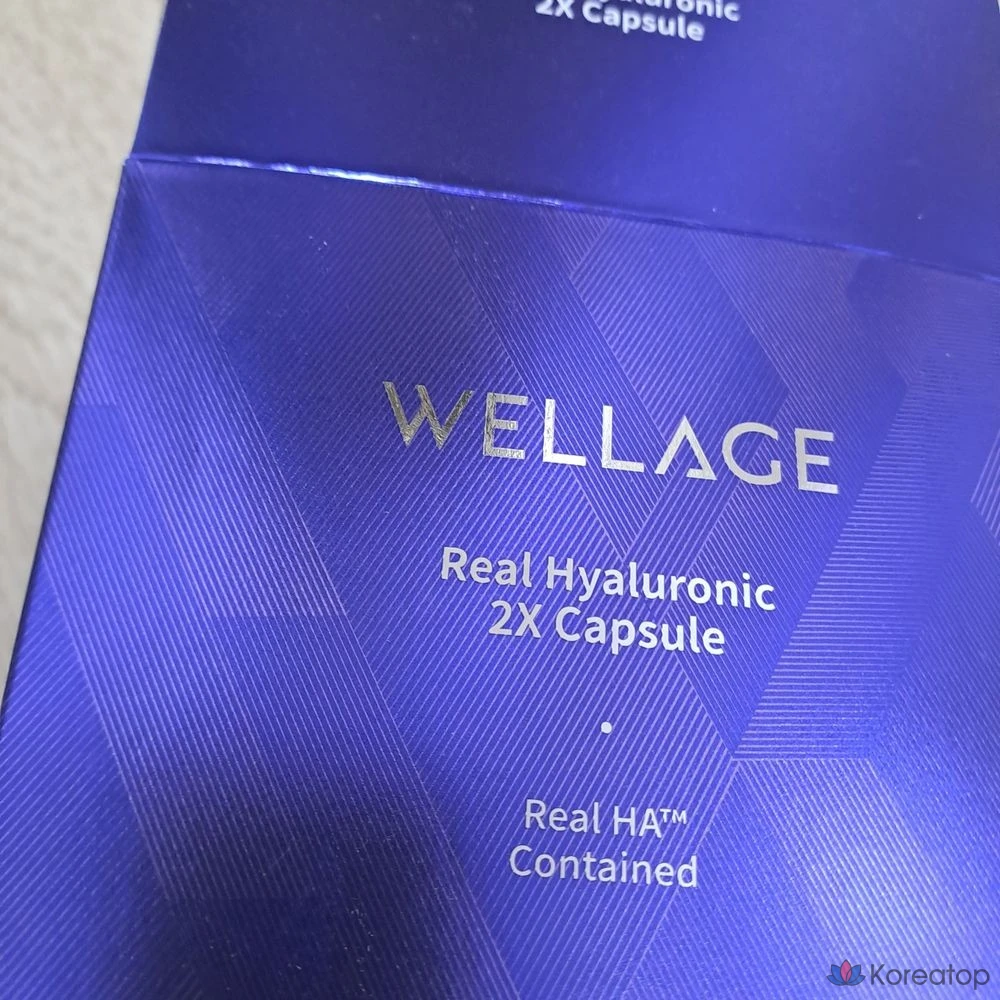 2X Capsule
WELLAGE
Real Hyaluronic
2X Capsule
Real HA™
Contained
Koreatop